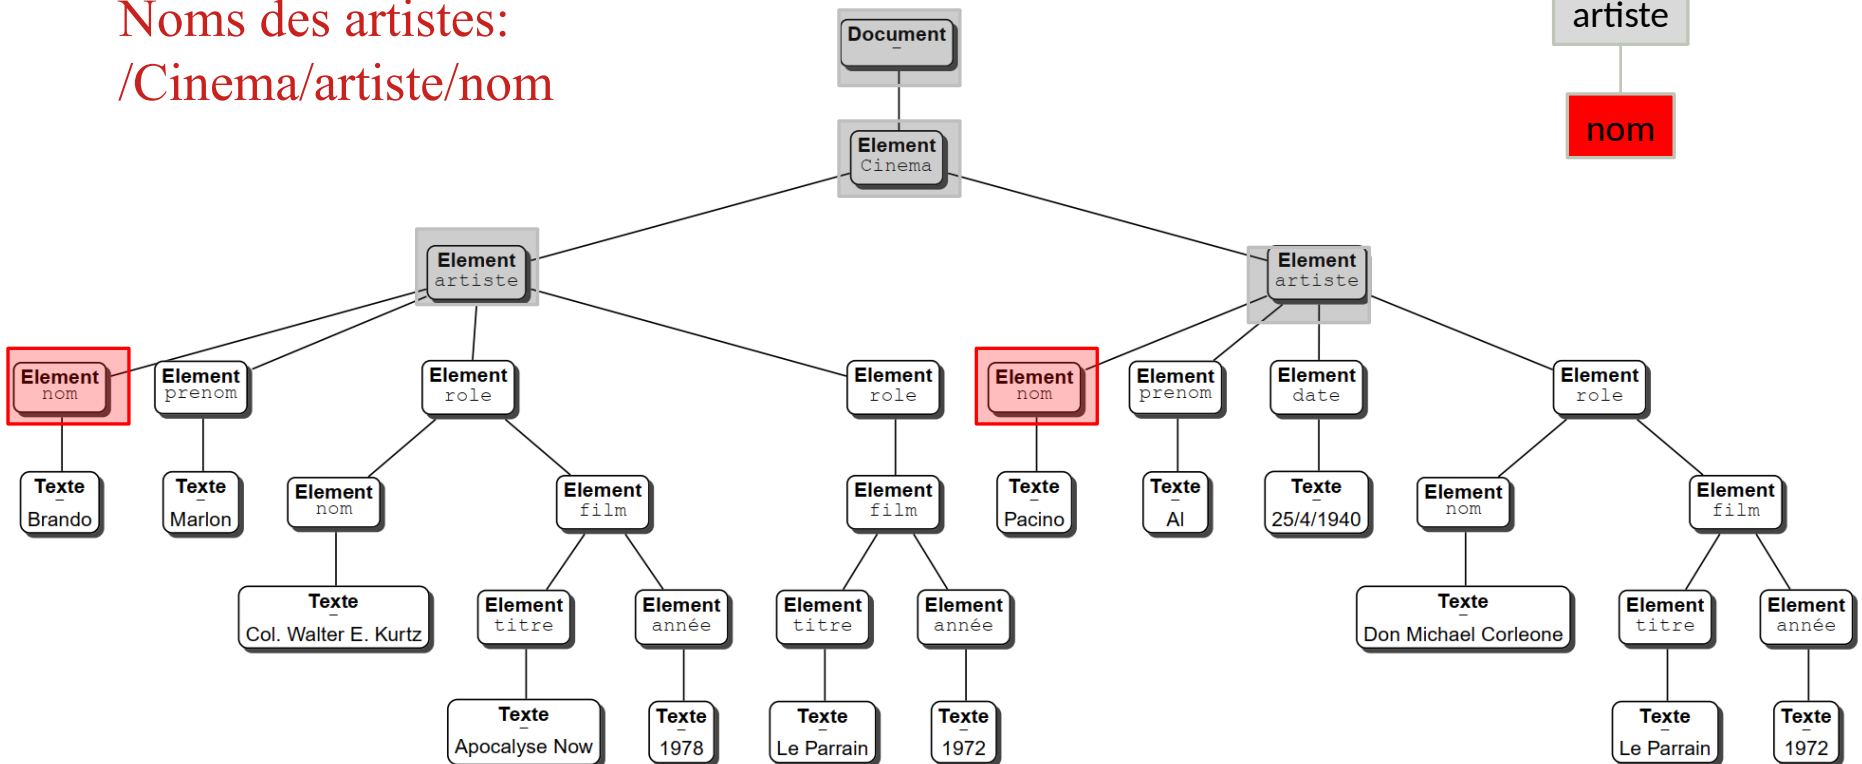 Noms des artistes:
/Cinema/artiste/nom
artiste
nom
Document
–
Element
Cinema
Element
artiste
Element
artiste
Element
nom
Element
prenom
Element
role
Element
role
Element
nom
Element
prenom
Element
date
Element
role
Texte
–
Brando
Texte
–
Marlon
Element
nom
Element
film
Element
film
Texte
–
Pacino
Texte
–
Al
Texte
–
25/4/1940
Element
nom
Element
film
Texte
–
Col. Walter E. Kurtz
Element
titre
Element
année
Element
titre
Element
année
Texte
–
Don Michael Corleone
Element
titre
Element
année
Texte
–
Apocalyse Now
Texte
–
1978
Texte
–
Le Parrain
Texte
–
1972
Texte
–
Le Parrain
Texte
–
1972